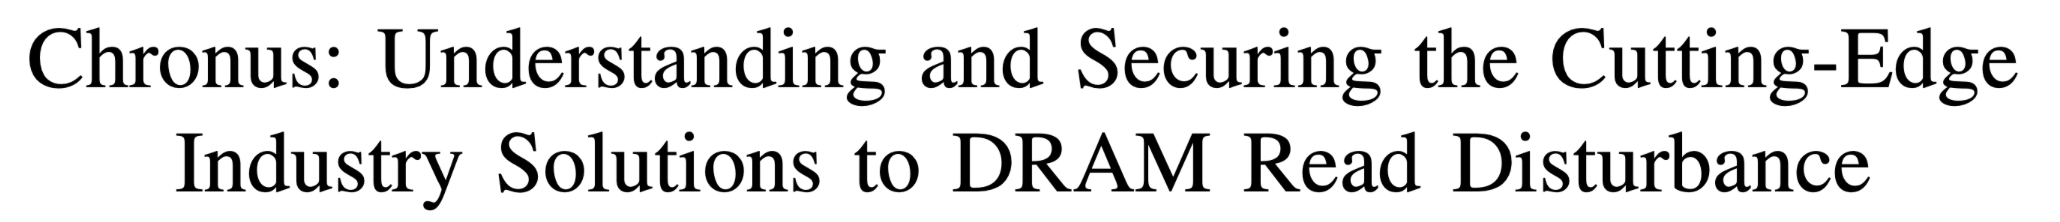 Chronus: Understanding and Securing the Cutting-Edge
Industry Solutions to DRAM Read Disturbance